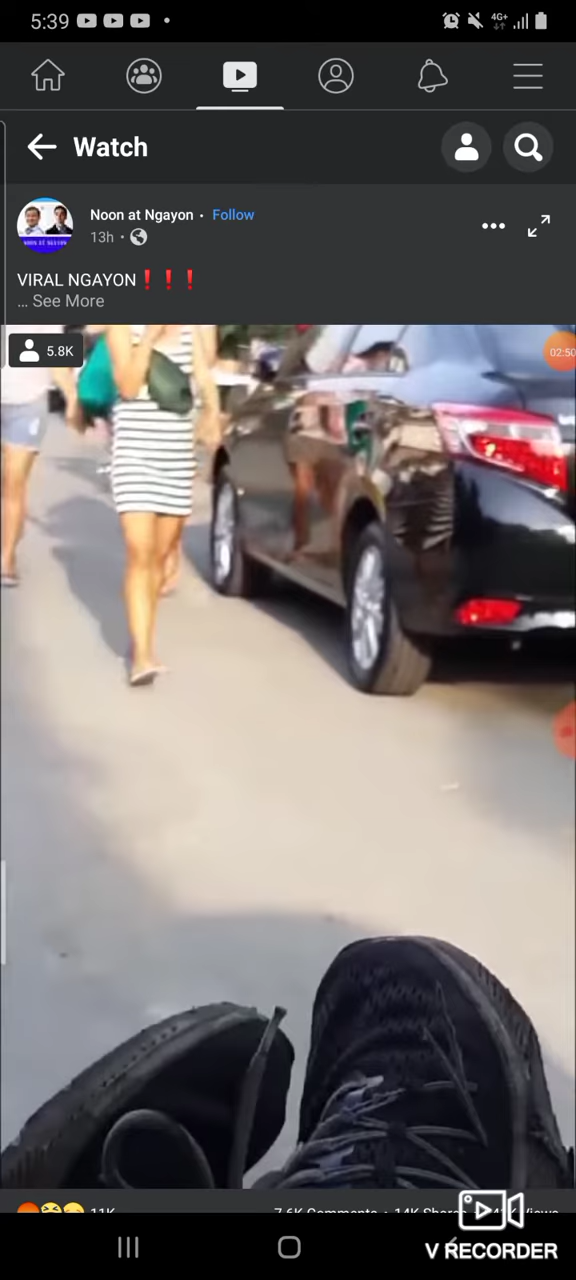 5:39
4G+
Watch
Noon at Ngayon • Follow
13h •
VIRAL NGAYON❗❗❗
... See More
5.8K
02:50
11K
7.6K Comments • 14K Shares
Views
V RECORDER